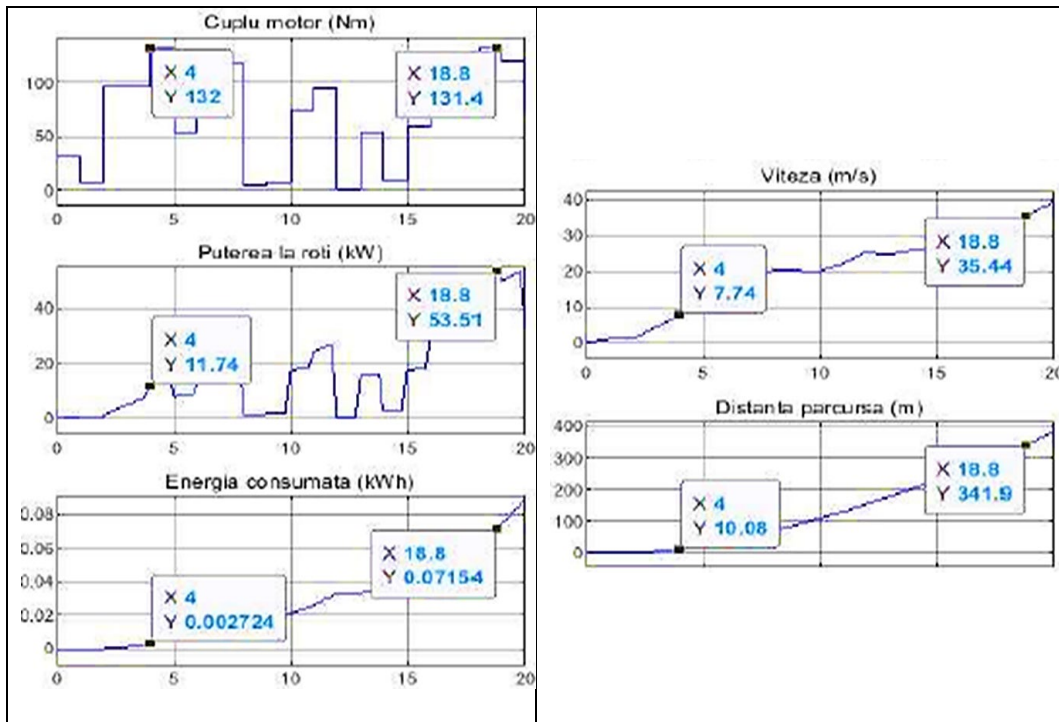 Cuplu motor (Nm)
100
50
0
X 4
Y 132
X 18.8
Y 131.4
0 5 10 15 20
Puterea la roti (kW)
40
20
0
X 4
Y 11.74
X 18.8
Y 53.51
0 5 10 15 20
Energia consumata (kWh)
0.08
0.06
0.04
0.02
0
X 4
Y 0.002724
X 18.8
Y 0.07154
0 5 10 15 20
Viteza (m/s)
40
30
20
10
0
X 4
Y 7.74
X 18.8
Y 35.44
0 5 10 15 20
Distanta parcursa (m)
400
300
200
100
0
X 4
Y 10.08
X 18.8
Y 341.9